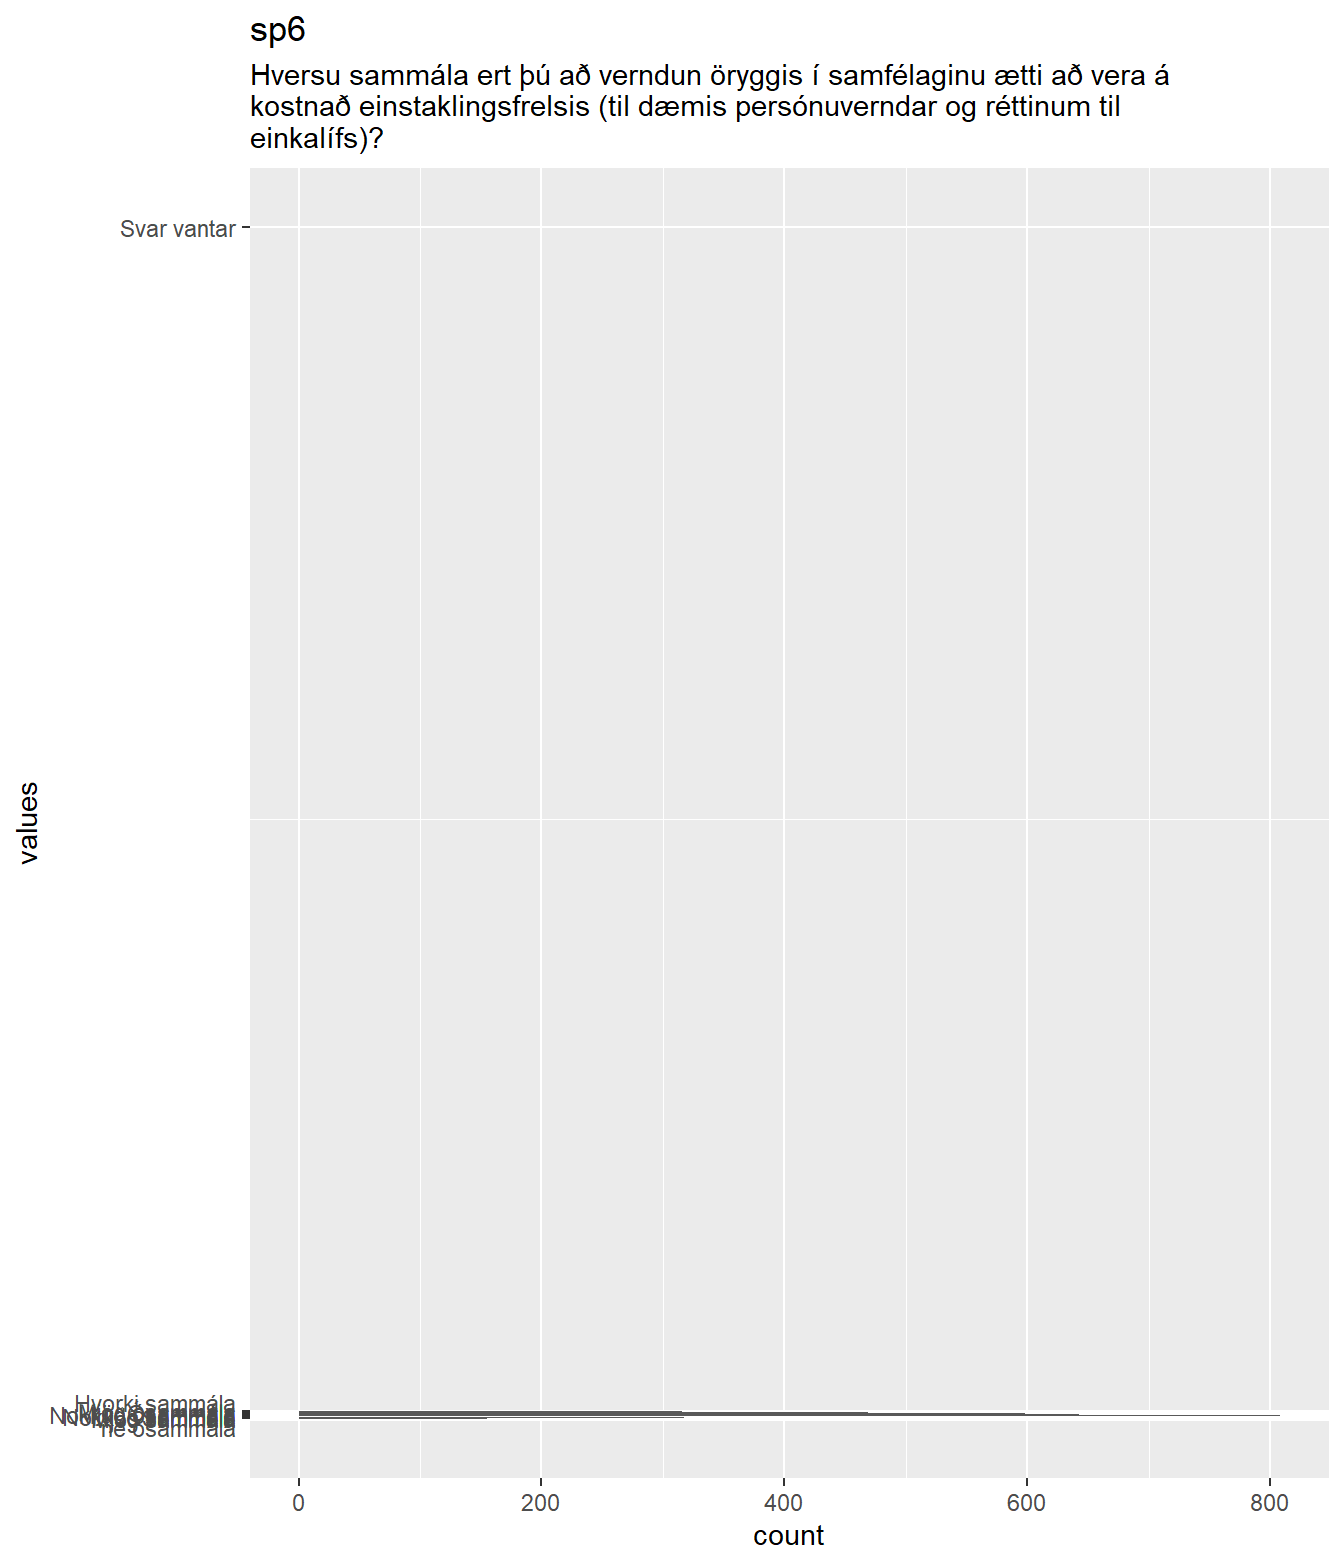 sp6
Hversu sammála ert þú að verndun öryggis í samfélaginu ætti að vera á
kostnað einstaklingsfrelsis (til dæmis persónuverndar og réttinum til
einkalífs)?
Svar vantar
values
Hvorki sammála
né ósammála
0 200 400 600 800
count